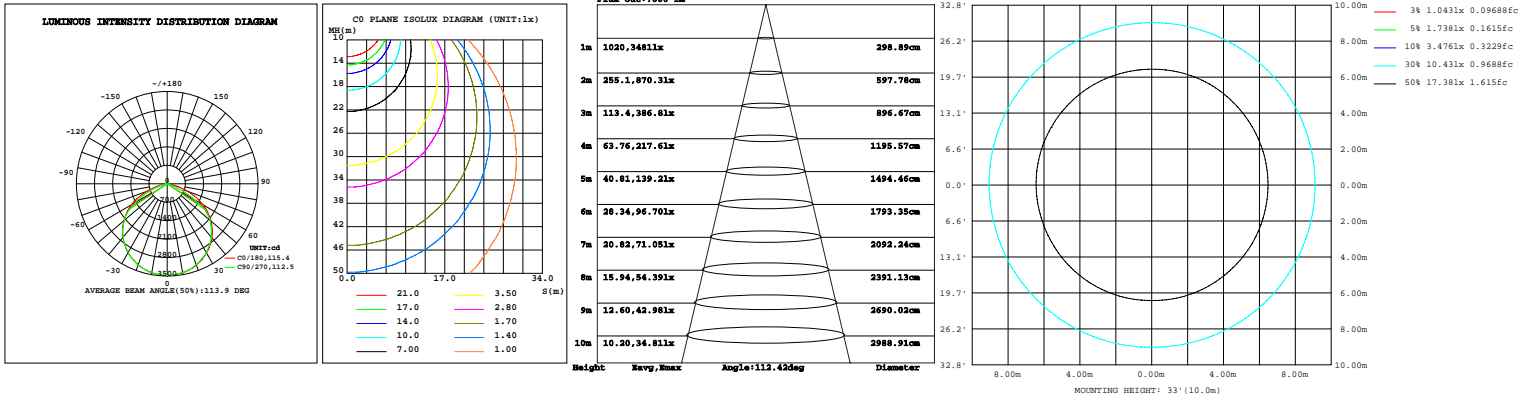 LUMINOUS INTENSITY DISTRIBUTION DIAGRAM
-/+180
-150
150
-120
120
-90
90
-60
60
-30
30
0
0
700
1400
2100
2800
3500
UNIT:cd
C0/180,115.4
C90/270,112.5
AVERAGE BEAM ANGLE(50%):113.9 DEG
C0 PLANE ISOLUX DIAGRAM (UNIT:lx)
MH(m)
10
14
18
22
26
30
34
38
42
46
50
0.0
17.0
34.0
S(m)
21.0
3.50
17.0
2.80
14.0
1.70
10.0
1.40
7.00
1.00
1m 1020,3481lx 298.89cm
2m 255.1,870.3lx 597.78cm
3m 113.4,386.8lx 896.67cm
4m 63.76,217.6lx 1195.57cm
5m 40.81,139.2lx 1494.46cm
6m 28.34,96.70lx 1793.35cm
7m 20.82,71.05lx 2092.24cm
8m 15.94,54.39lx 2391.13cm
9m 12.60,42.98lx 2690.02cm
10m 10.20,34.81lx 2988.91cm
Height Eavg,Emax Angle:112.42deg Diameter
32.8' 10.00m
26.2' 8.00m
19.7' 6.00m
13.1' 4.00m
6.6' 2.00m
0.0' 0.00m
6.6' 2.00m
13.1' 4.00m
19.7' 6.00m
26.2' 8.00m
32.8' 10.00m
8.00m 4.00m 0.00m 4.00m 8.00m
MOUNTING HEIGHT: 33'(10.0m)
3% 1.043lx 0.09688fc
5% 1.738lx 0.1615fc
10% 3.476lx 0.3229fc
30% 10.43lx 0.9688fc
50% 17.38lx 1.615fc